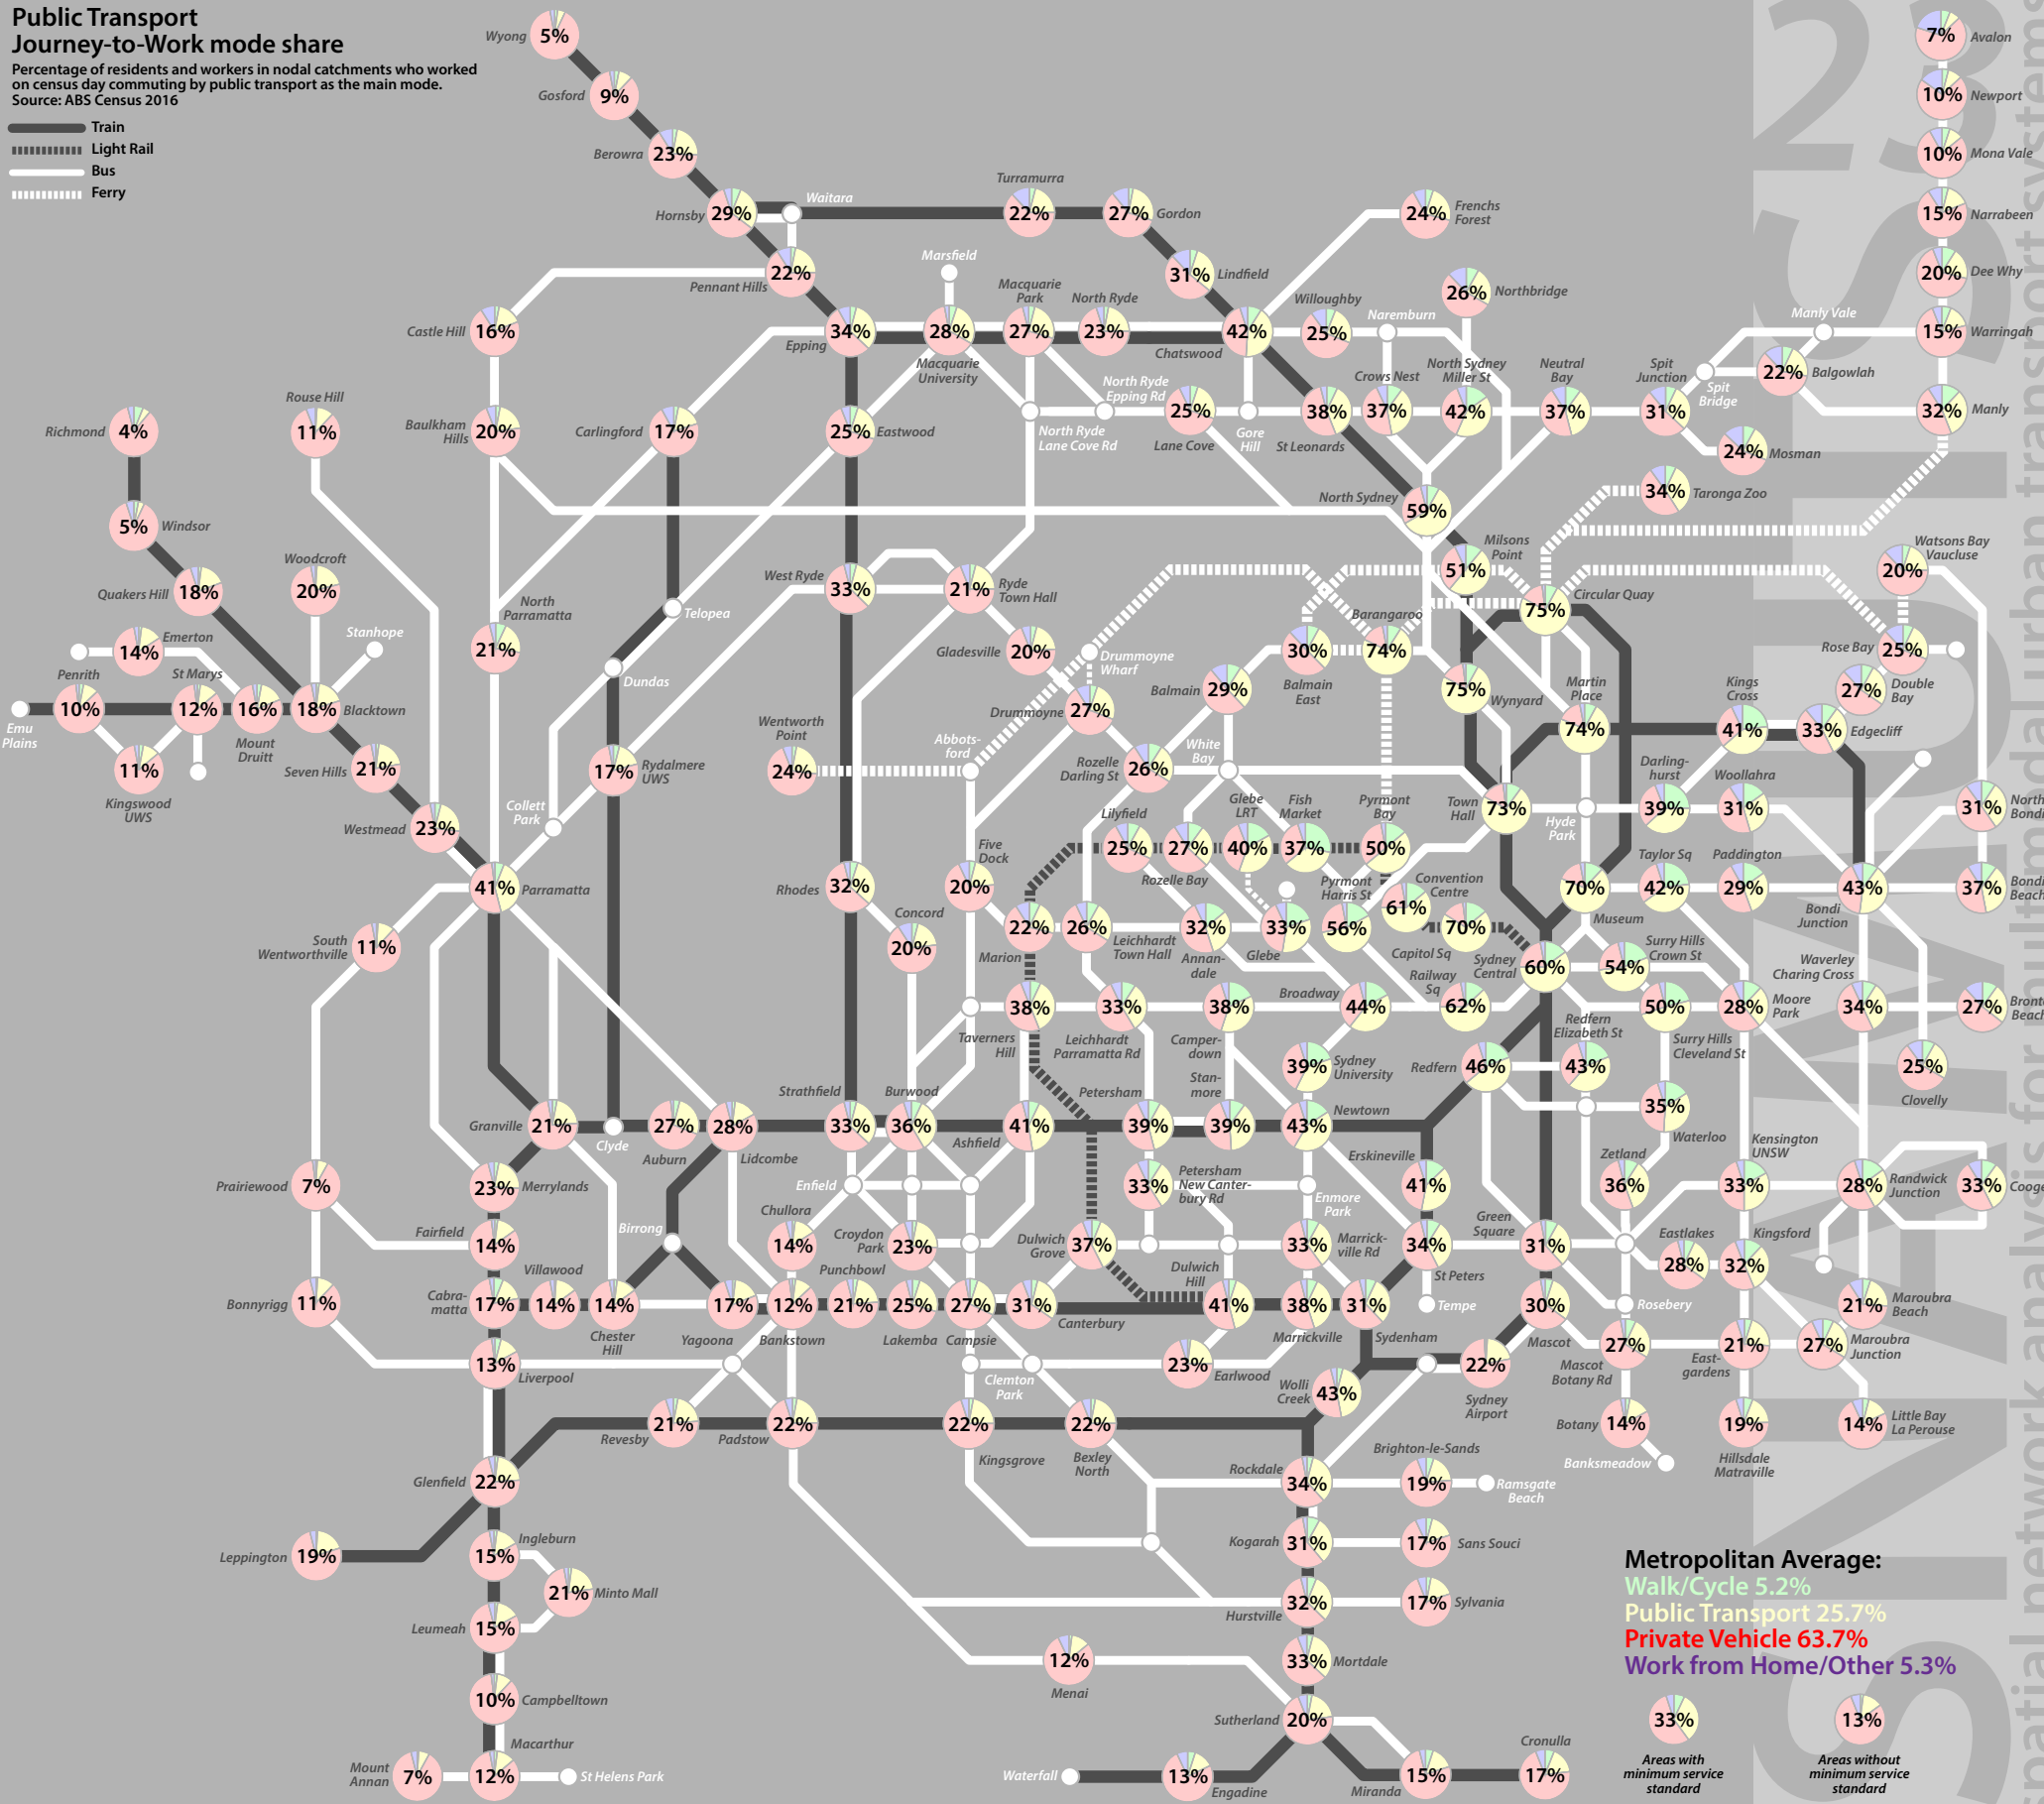 Public Transport
Journey-to-Work mode share
Percentage of residents and workers in nodal catchments who worked
on census day commuting by public transport as the main mode.
Source: ABS Census 2016
Train
Light Rail
Bus
Ferry
Wyong 5%
Gosford 9%
Berowra 23%
Hornsby 29%
Waitara
Turramurra
22%
27% Gordon
24% Frenchs
Forest
7% Avalon
10% Newport
10% Mona Vale
15% Narrabeen
20% Dee Why
15% Warringah
32% Manly
Pennant Hills 22%
Marsfield
31% Lindfield
26% Northbridge
Castle Hill 16%
Epping 34%
28%
Macquarie
University
Macquarie
Park
27%
North Ryde
23%
Chatswood 42%
Willoughby
25%
Naremburn
Manly Vale
22% Balgowlah
Spit
Bridge
Richmond 4%
Rouse Hill
11%
Baulkham
Hills 20%
Carlingford 17%
25% Eastwood
North Ryde
Lane Cove Rd
North Ryde
Epping Rd
25%
Lane Cove
Gore
Hill
38%
St Leonards
Crows Nest
37%
North Sydney
Miller St
42%
Neutral
Bay
37%
Spit
Junction
31%
24% Mosman
34% Taronga Zoo
North Sydney 59%
5% Windsor
Quakers Hill 18%
Woodcroft
20%
Stanhope
North
Parramatta
21%
Telopea
West Ryde 33%
21% Ryde
Town Hall
Milsons
Point
51%
75% Circular Quay
Watsons Bay
Vaucluse
20%
Emerton
14%
Penrith
10%
Emu
Plains
St Marys
12%
16%
Mount
Druitt
18% Blacktown
11%
Kingswood
UWS
Seven Hills 21%
Dundas
Gladesville 20%
Drummoyne
Wharf
Drummoyne 27%
Balmain 29%
30%
Balmain
East
Barangaroo
74%
75% Wynyard
Martin
Place
74%
Kings
Cross
41%
33% Edgecliff
Rose Bay 25%
27% Double
Bay
Westmead 23%
Collett
Park
17% Rydalmere
UWS
Wentworth
Point
24%
Abbots-
ford
Rozelle
Darling St 26%
White
Bay
Town
Hall 73%
Hyde
Park
Darling-
hurst
39%
Woollahra
31%
31% North
Bondi
41% Parramatta
Rhodes 32%
Five
Dock
20%
Lilyfield
25%
27%
Rozelle Bay
Glebe
LRT
40%
Fish
Market
37%
Pyrmont
Bay
50%
Pyrmont
Harris St
56%
Convention
Centre
61%
70%
Capitol Sq
70%
Museum
Taylor Sq
42%
Paddington
29%
43%
Bondi
Junction
37% Bondi
Beach
South
Wentworthville 11%
Concord
20%
22%
Marion
26%
Leichhardt
Town Hall
32%
Annan-
dale
33%
Glebe
Sydney
Central 60%
54%
Surry Hills
Crown St
Waverley
Charing Cross
34%
27% Bronte
Beach
38%
Taverners
Hill
33%
Leichhardt
Parramatta Rd
38%
Camper-
down
Broadway 44%
Railway
Sq
62%
Redfern
Elizabeth St
43%
50%
Surry Hills
Cleveland St
28% Moore
Park
25%
Clovelly
39% Sydney
University
Redfern 46%
Granville 21%
Clyde
27%
Auburn
28%
Lidcombe
Strathfield
33%
Burwood
36%
Ashfield 41%
Petersham
39%
Stan-
more
39%
43% Newtown
35%
Waterloo
Prairiewood 7%
23% Merrylands
Enfield
33% Petersham
New Canter-
bury Rd
Enmore
Park
Erskineville
41%
Zetland
36%
Kensington
UNSW
33%
28% Randwick
Junction
33% Coogee
Fairfield 14%
Birrong
Chullora
14%
Croydon
Park 23%
Dulwich
Grove 37%
33% Marrick-
ville Rd
34%
St Peters
Green
Square
31%
Eastlakes
28%
Kingsford
32%
Bonnyrigg 11%
Cabra-
matta 17%
Villawood
14%
14%
Chester
Hill
17%
Yagoona
12%
Bankstown
Punchbowl
21%
25%
Lakemba
27%
Campsie
31%
Canterbury
Dulwich
Hill
41%
38%
Marrickville
31%
Sydenham
Tempe
30%
Mascot
Rosebery
21% Maroubra
Beach
13% Liverpool
Clemton
Park
23% Earlwood
Wolli
Creek 43%
22%
Sydney
Airport
27%
Mascot
Botany Rd
21%
East-
gardens
27% Maroubra
Junction
Revesby 21%
Padstow 22%
22%
Kingsgrove
22%
Bexley
North
Botany 14%
Banksmeadow
19%
Hillsdale
Matraville
14% Little Bay
La Perouse
Glenfield 22%
Rockdale 34%
Brighton-le-Sands
19%
Ramsgate
Beach
Leppington 19%
Ingleburn
15%
21% Minto Mall
Kogarah 31%
17% Sans Souci
Leumeah 15%
Hurstville 32%
17% Sylvania
10% Campbelltown
12%
Menai
33% Mortdale
Sutherland 20%
Macarthur
12%
Mount
Annan 7%
St Helens Park
Waterfall
13%
Engadine
15%
Miranda
Cronulla
17%
Metropolitan Average:
Walk/Cycle 5.2%
Public Transport 25.7%
Private Vehicle 63.7%
Work from Home/Other 5.3%
33%
Areas with
minimum service
standard
13%
Areas without
minimum service
standard